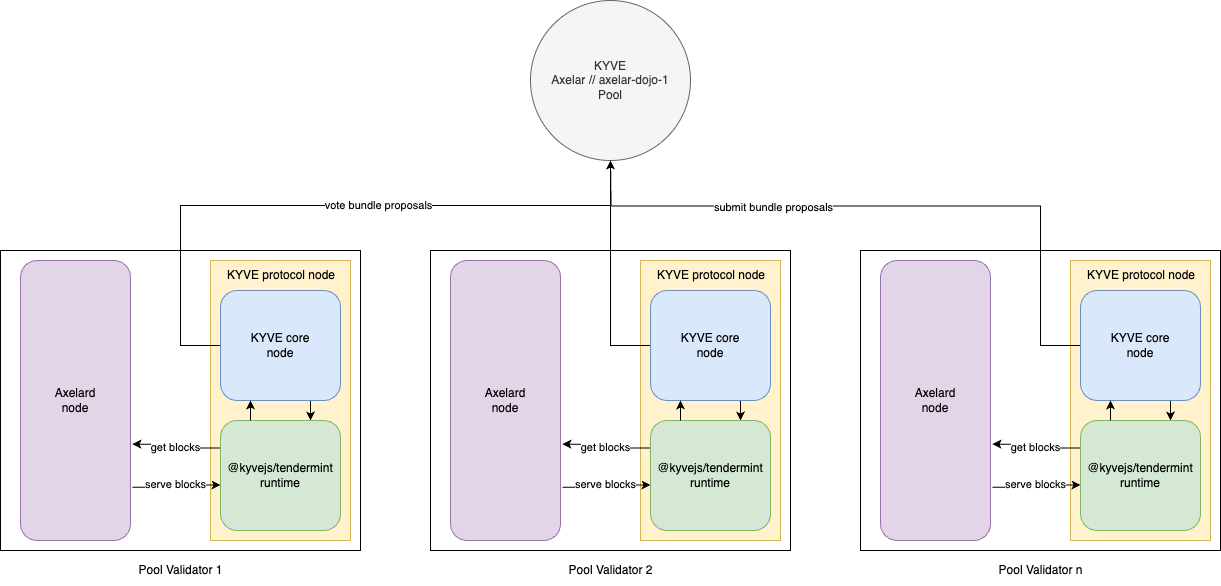 KYVE
Axelar // axelar-dojo-1
Pool
vote bundle proposals
submit bundle proposals
KYVE protocol node
KYVE core
node
Axelard
node
get blocks
serve blocks
@kyvejs/tendermint
runtime
Pool Validator 1
KYVE protocol node
KYVE core
node
Axelard
node
get blocks
serve blocks
@kyvejs/tendermint
runtime
Pool Validator 2
KYVE protocol node
KYVE core
node
Axelard
node
get blocks
serve blocks
@kyvejs/tendermint
runtime
Pool Validator n